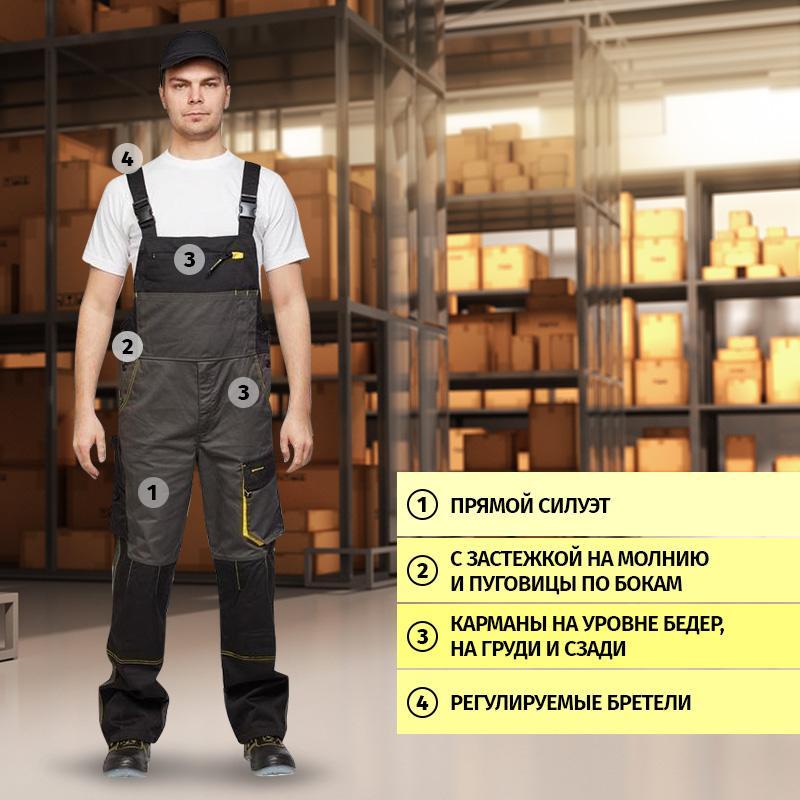 4
3
2
3
1
1 ПРЯМОЙ СИЛУЭТ
2 С ЗАСТЕЖКОЙ НА МОЛНИЮ
И ПУГОВИЦЫ ПО БОКАМ
3 КАРМАНЫ НА УРОВНЕ БЕДЕР,
НА ГРУДИ И СЗАДИ
4 РЕГУЛИРУЕМЫЕ БРЕТЕЛИ